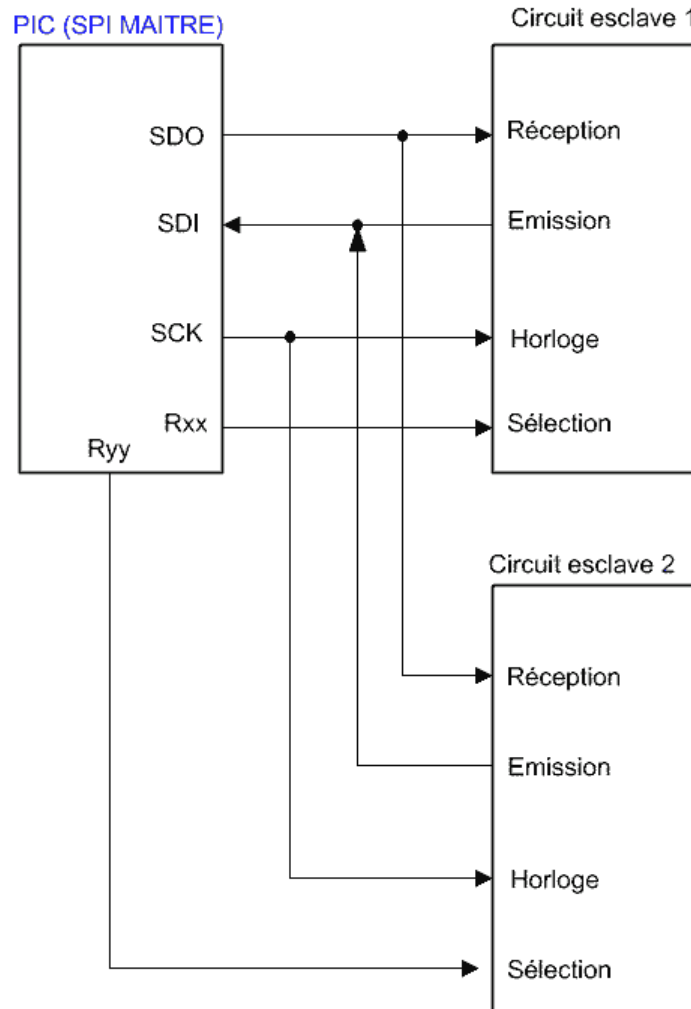 PIC (SPI MAITRE)
SDO
SDI
SCK
Rxx
Ryy
Circuit esclave 1
Réception
Emission
Horloge
Sélection
Circuit esclave 2
Réception
Emission
Horloge
Sélection